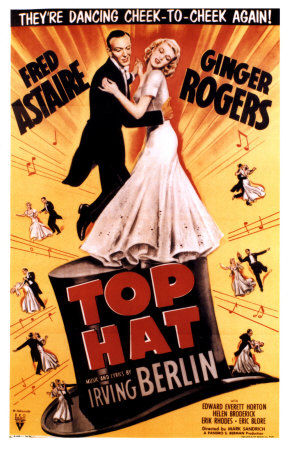 THEY'RE DANCING CHEEK-TO-CHEEK AGAIN!
FRED
ASTAIRE
GINGER
ROGERS
TOP
HAT
MUSIC AND LYRICS BY
IRVING BERLIN
WITH
EDWARD EVERETT HORTON
HELEN BRODERICK
ERIK RHODES • ERIC BLORE
Directed by MARK SANDRICH
A PANDRO S. BERMAN PRODUCTION